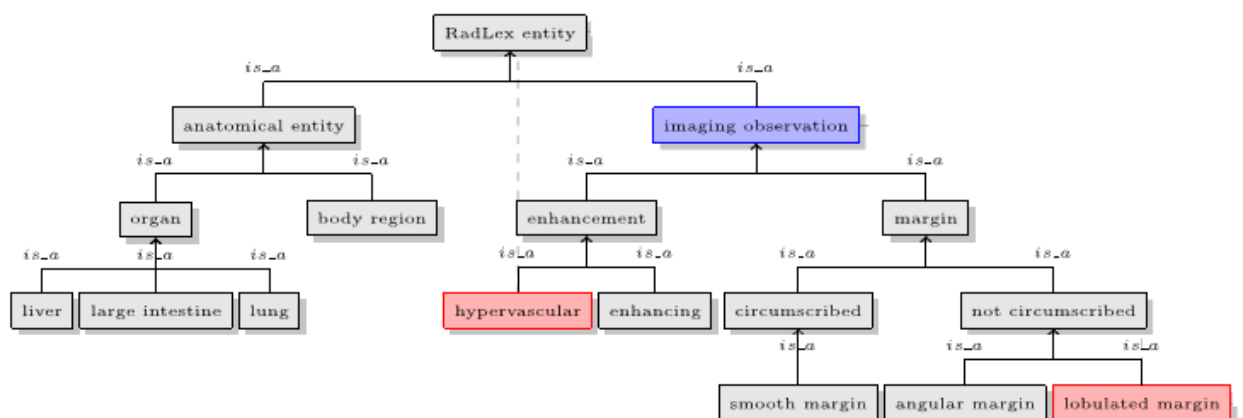 RadLex entity
is_a is_a
anatomical entity imaging observation
is_a is_a is_a is_a
organ body region enhancement margin
is_a is_a is_a is_a is_a is_a is_a
liver large intestine lung hypervascular enhancing circumscribed not circumscribed
is_a is_a is_a
smooth margin angular margin lobulated margin